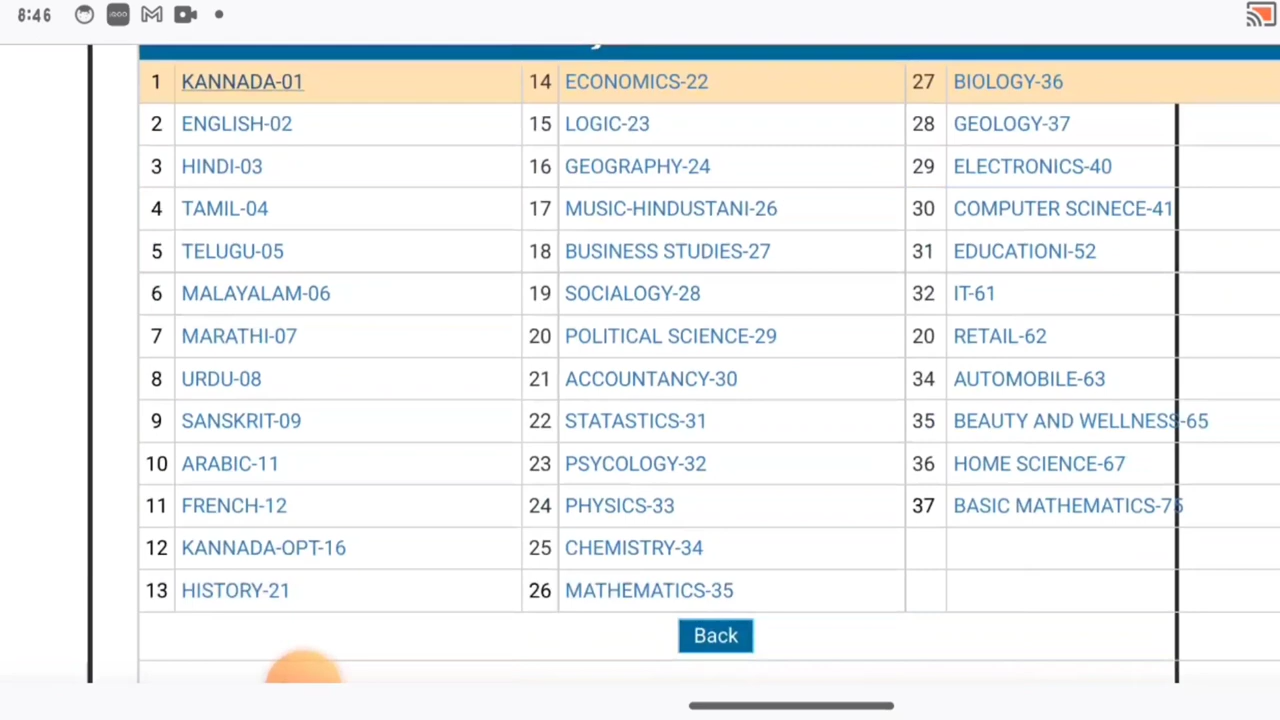 8:46
1 KANNADA-01 14 ECONOMICS-22 27 BIOLOGY-36
2 ENGLISH-02 15 LOGIC-23 28 GEOLOGY-37
3 HINDI-03 16 GEOGRAPHY-24 29 ELECTRONICS-40
4 TAMIL-04 17 MUSIC-HINDUSTANI-26 30 COMPUTER SCINECE-41
5 TELUGU-05 18 BUSINESS STUDIES-27 31 EDUCATIONI-52
6 MALAYALAM-06 19 SOCIALOGY-28 32 IT-61
7 MARATHI-07 20 POLITICAL SCIENCE-29 20 RETAIL-62
8 URDU-08 21 ACCOUNTANCY-30 34 AUTOMOBILE-63
9 SANSKRIT-09 22 STATASTICS-31 35 BEAUTY AND WELLNESS-65
10 ARABIC-11 23 PSYCOLOGY-32 36 HOME SCIENCE-67
11 FRENCH-12 24 PHYSICS-33 37 BASIC MATHEMATICS-75
12 KANNADA-OPT-16 25 CHEMISTRY-34
13 HISTORY-21 26 MATHEMATICS-35
Back